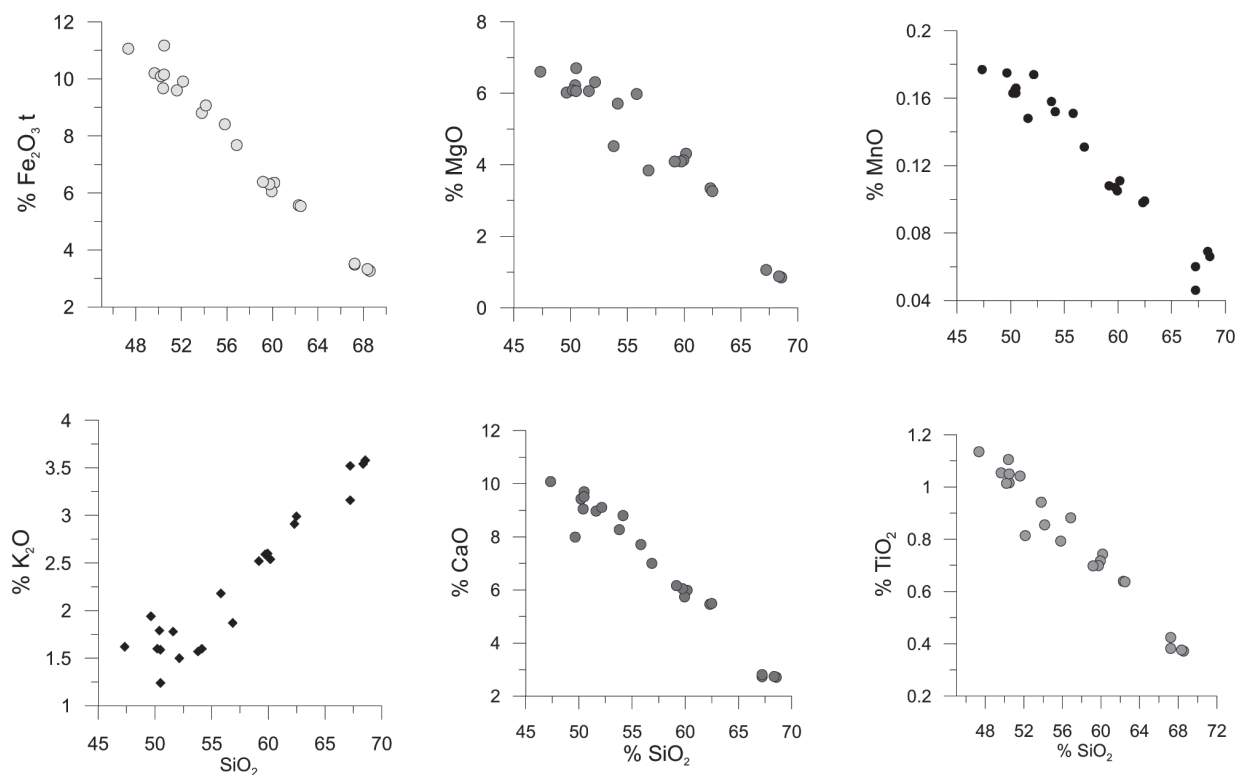 12
10
8
6
4
2
% Fe₂O₃ t
48 52 56 60 64 68
8
6
4
2
0
% MgO
45 50 55 60 65 70
0.2
0.16
0.12
0.08
0.04
% MnO
45 50 55 60 65 70
4
3.5
3
2.5
2
1.5
1
% K₂O
45 50 55 60 65 70
SiO₂
12
10
8
6
4
2
% CaO
45 50 55 60 65 70
% SiO₂
1.2
1
0.8
0.6
0.4
0.2
% TiO₂
48 52 56 60 64 68 72
% SiO₂